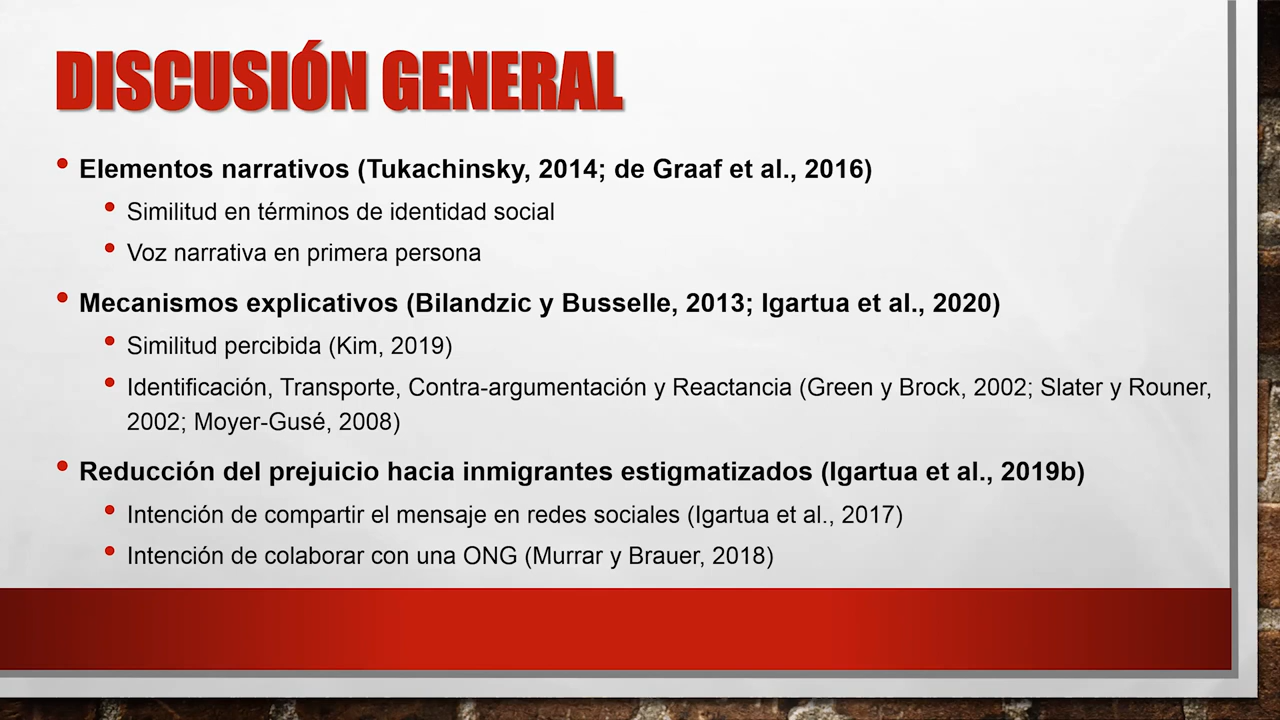 DISCUSIÓN GENERAL
• Elementos narrativos (Tukachinsky, 2014; de Graaf et al., 2016)
• Similitud en términos de identidad social
• Voz narrativa en primera persona
• Mecanismos explicativos (Bilandzic y Busselle, 2013; Igartua et al., 2020)
• Similitud percibida (Kim, 2019)
• Identificación, Transporte, Contra-argumentación y Reactancia (Green y Brock, 2002; Slater y Rouner,
2002; Moyer-Gusé, 2008)
• Reducción del prejuicio hacia inmigrantes estigmatizados (Igartua et al., 2019b)
• Intención de compartir el mensaje en redes sociales (Igartua et al., 2017)
• Intención de colaborar con una ONG (Murrar y Brauer, 2018)